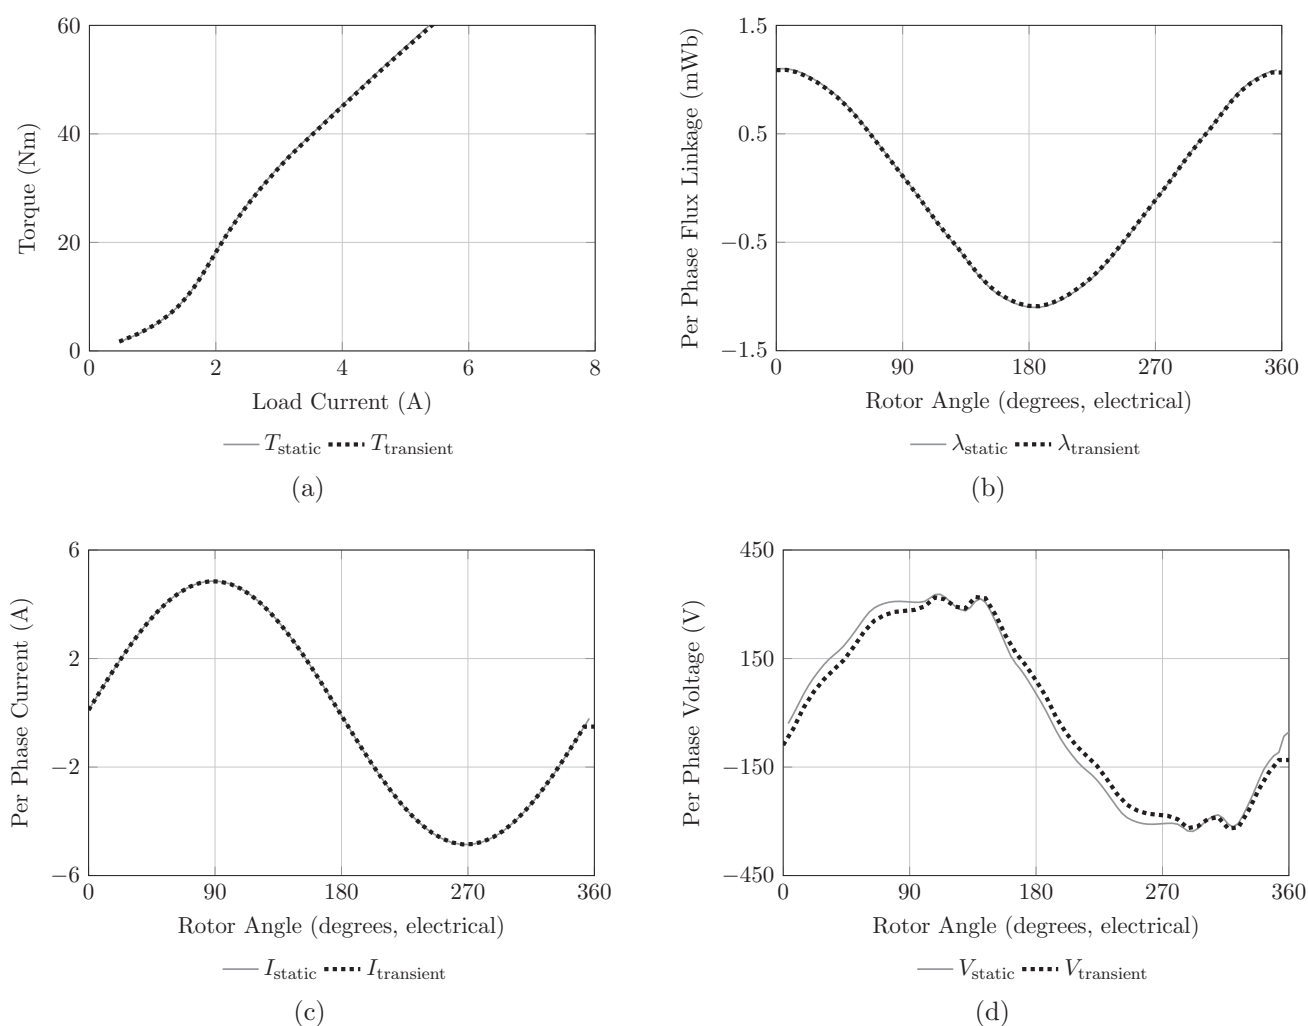 60
40
20
0
Torque (Nm)
0 2 4 6 8
Load Current (A)
T_static T_transient
(a)
1.5
0.5
−0.5
−1.5
Per Phase Flux Linkage (mWb)
0 90 180 270 360
Rotor Angle (degrees, electrical)
λ_static λ_transient
(b)
6
2
−2
−6
Per Phase Current (A)
0 90 180 270 360
Rotor Angle (degrees, electrical)
I_static I_transient
(c)
450
150
−150
−450
Per Phase Voltage (V)
0 90 180 270 360
Rotor Angle (degrees, electrical)
V_static V_transient
(d)